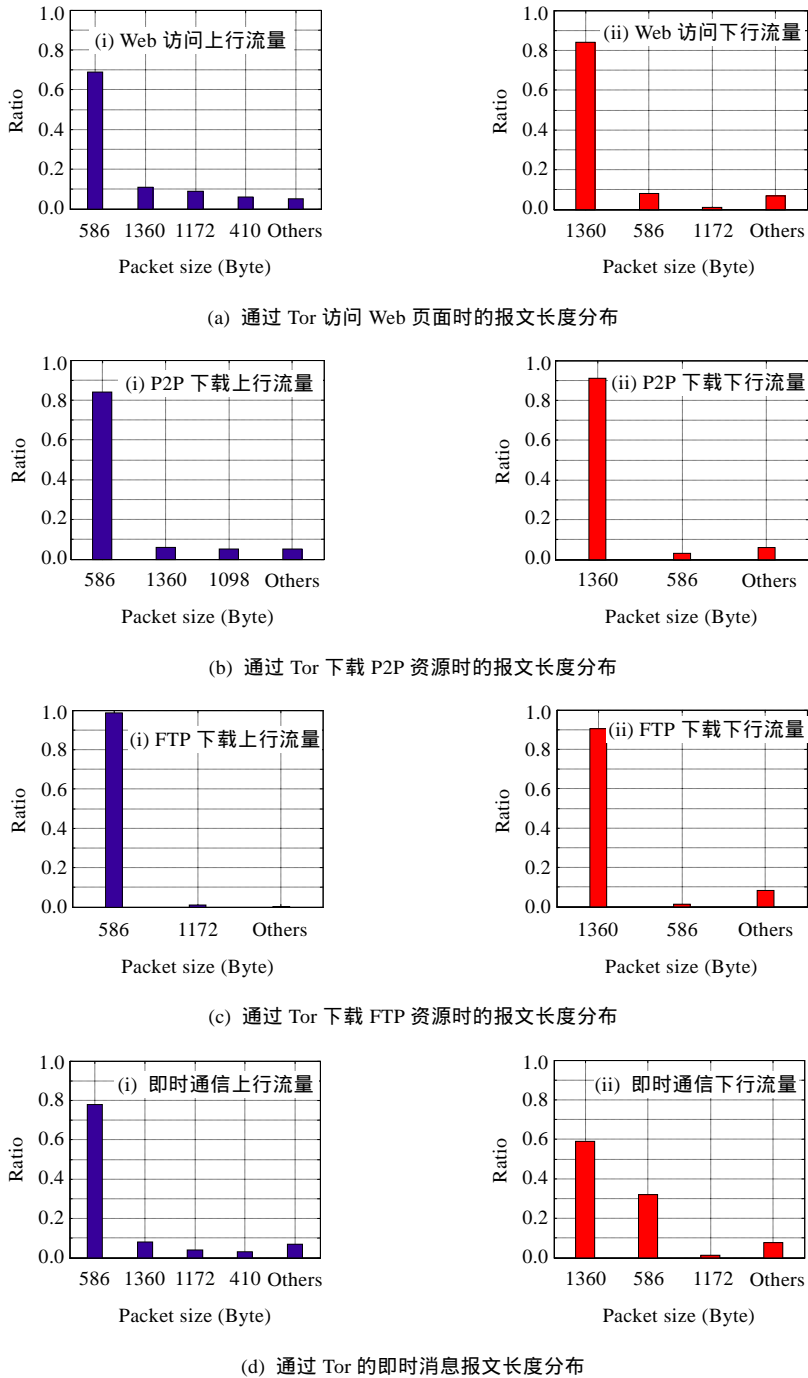 1.0
0.8
0.6
0.4
0.2
0.0
Ratio
(i) Web 访问上行流量
586 1360 1172 410 Others
Packet size (Byte)
1.0
0.8
0.6
0.4
0.2
0.0
Ratio
(ii) Web 访问下行流量
1360 586 1172 Others
Packet size (Byte)
(a) 通过 Tor 访问 Web 页面时的报文长度分布
1.0
0.8
0.6
0.4
0.2
0.0
Ratio
(i) P2P 下载上行流量
586 1360 1098 Others
Packet size (Byte)
1.0
0.8
0.6
0.4
0.2
0.0
Ratio
(ii) P2P 下载下行流量
1360 586 Others
Packet size (Byte)
(b) 通过 Tor 下载 P2P 资源时的报文长度分布
1.0
0.8
0.6
0.4
0.2
0.0
Ratio
(i) FTP 下载上行流量
586 1172 Others
Packet size (Byte)
1.0
0.8
0.6
0.4
0.2
0.0
Ratio
(ii) FTP 下载下行流量
1360 586 Others
Packet size (Byte)
(c) 通过 Tor 下载 FTP 资源时的报文长度分布
1.0
0.8
0.6
0.4
0.2
0.0
Ratio
(i) 即时通信上行流量
586 1360 1172 410 Others
Packet size (Byte)
1.0
0.8
0.6
0.4
0.2
0.0
Ratio
(ii) 即时通信下行流量
1360 586 1172 Others
Packet size (Byte)
(d) 通过 Tor 的即时消息报文长度分布